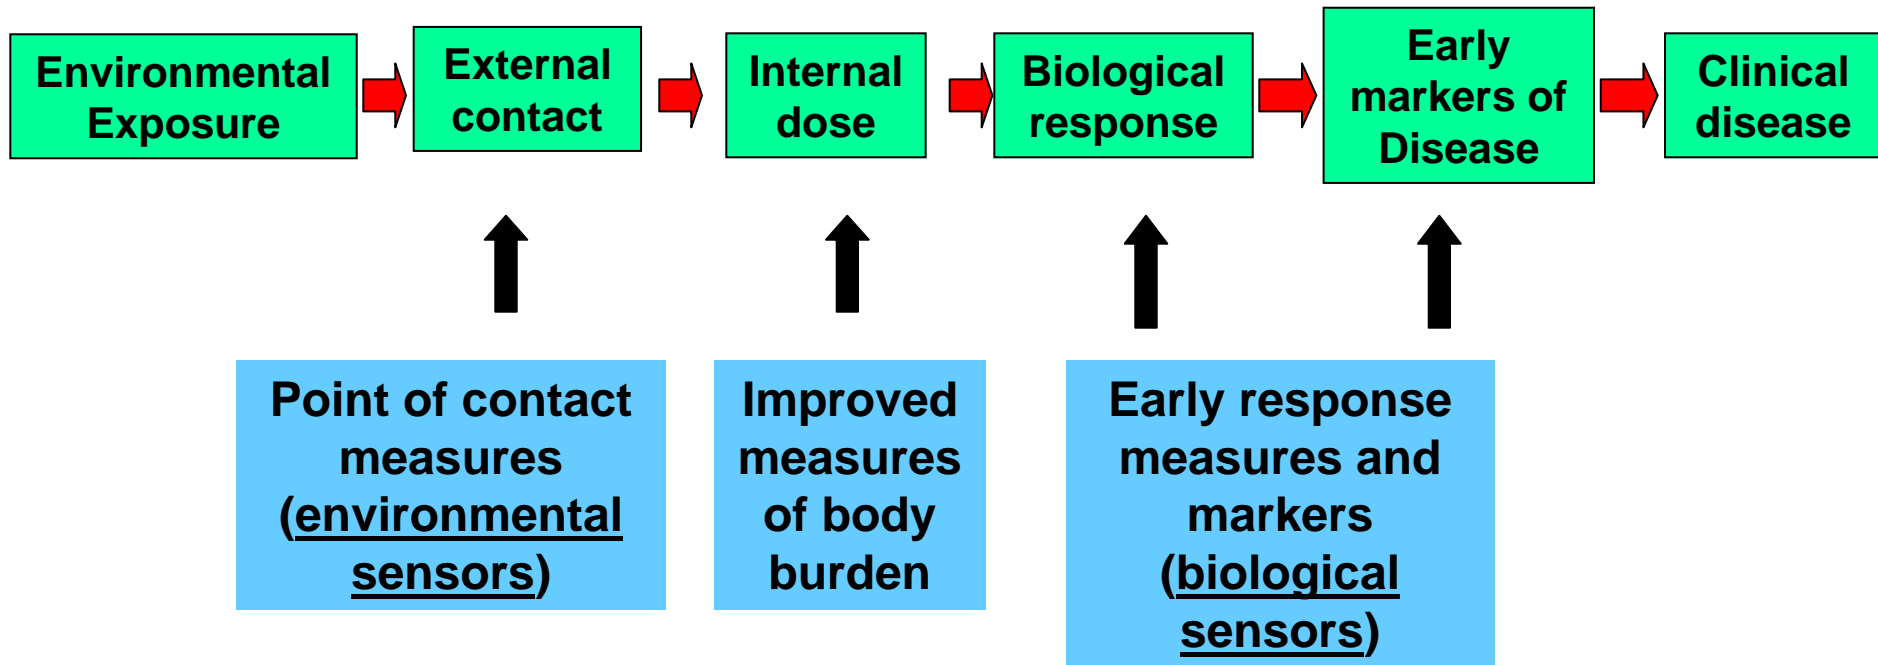 Environmental
Exposure
External
contact
Internal
dose
Biological
response
Early
markers of
Disease
Clinical
disease
Point of contact
measures
(environmental
sensors)
Improved
measures
of body
burden
Early response
measures and
markers
(biological
sensors)